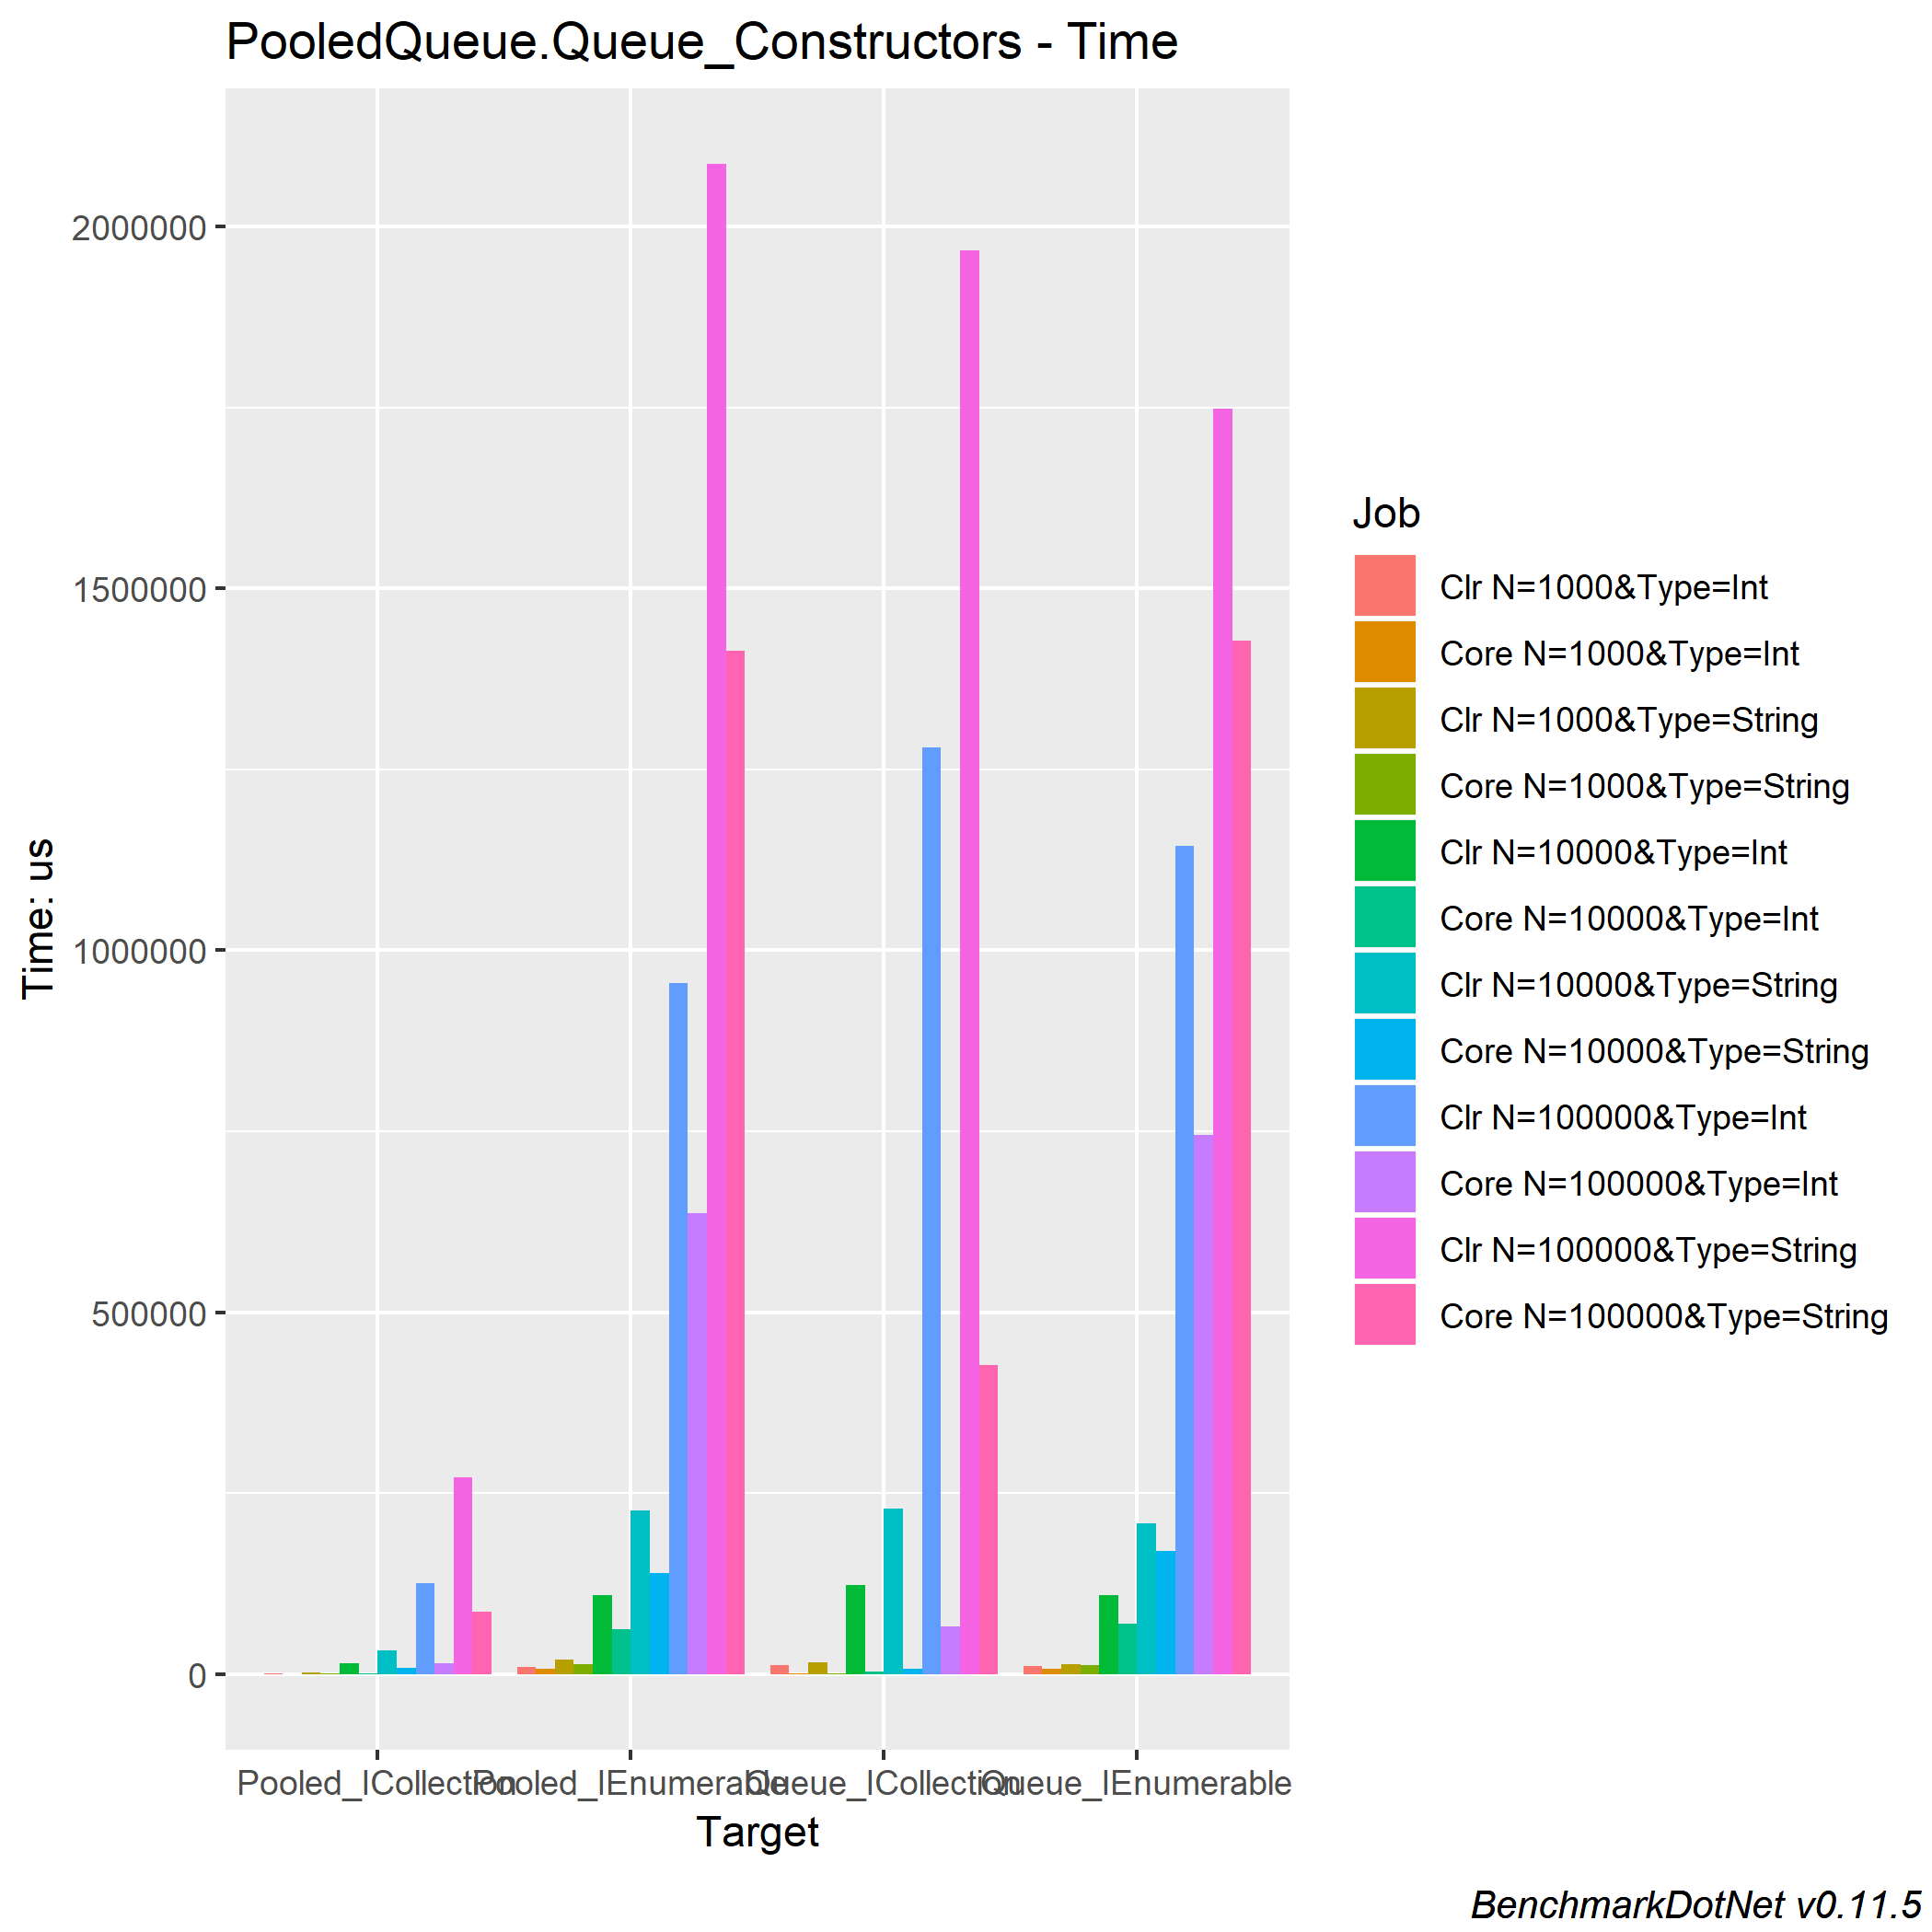 PooledQueue.Queue_Constructors - Time
2000000
1500000
1000000
500000
0
Time: us
Pooled_ICollection
Pooled_IEnumerable
Queue_ICollection
Queue_IEnumerable
Target
Job
Clr N=1000&Type=Int
Core N=1000&Type=Int
Clr N=1000&Type=String
Core N=1000&Type=String
Clr N=10000&Type=Int
Core N=10000&Type=Int
Clr N=10000&Type=String
Core N=10000&Type=String
Clr N=100000&Type=Int
Core N=100000&Type=Int
Clr N=100000&Type=String
Core N=100000&Type=String
BenchmarkDotNet v0.11.5